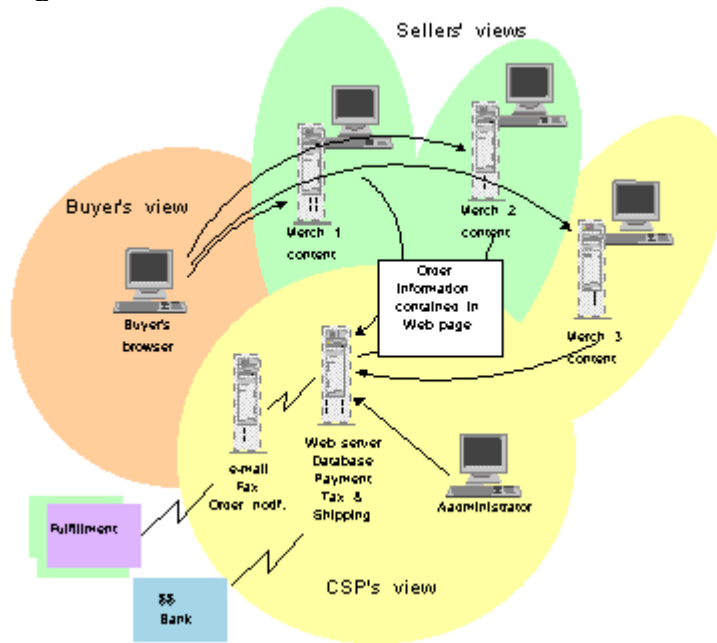 Sellers' views
Buyer's view
Merch 1
content
Merch 2
content
Merch 3
content
Buyer's
browser
Order
Information
contained in
Web page
Web server
Database
Payment
Tax &
Shipping
e-mail
Fax
Order notif.
Aadministrator
Fulfillment
$$
Bank
CSP's view